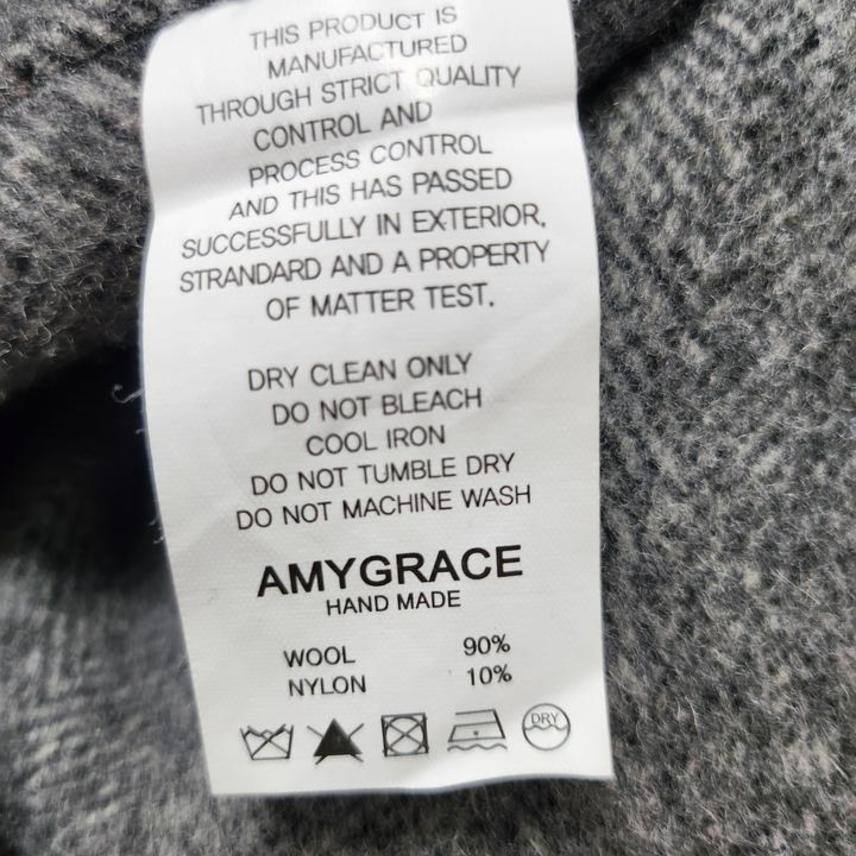 THIS PRODUCT IS
MANUFACTURED
THROUGH STRICT QUALITY
CONTROL AND
PROCESS CONTROL
AND THIS HAS PASSED
SUCCESSFULLY IN EXTERIOR,
STRANDARD AND A PROPERTY
OF MATTER TEST.
DRY CLEAN ONLY
DO NOT BLEACH
COOL IRON
DO NOT TUMBLE DRY
DO NOT MACHINE WASH
AMYGRACE
HAND MADE
WOOL 90%
NYLON 10%
DRY